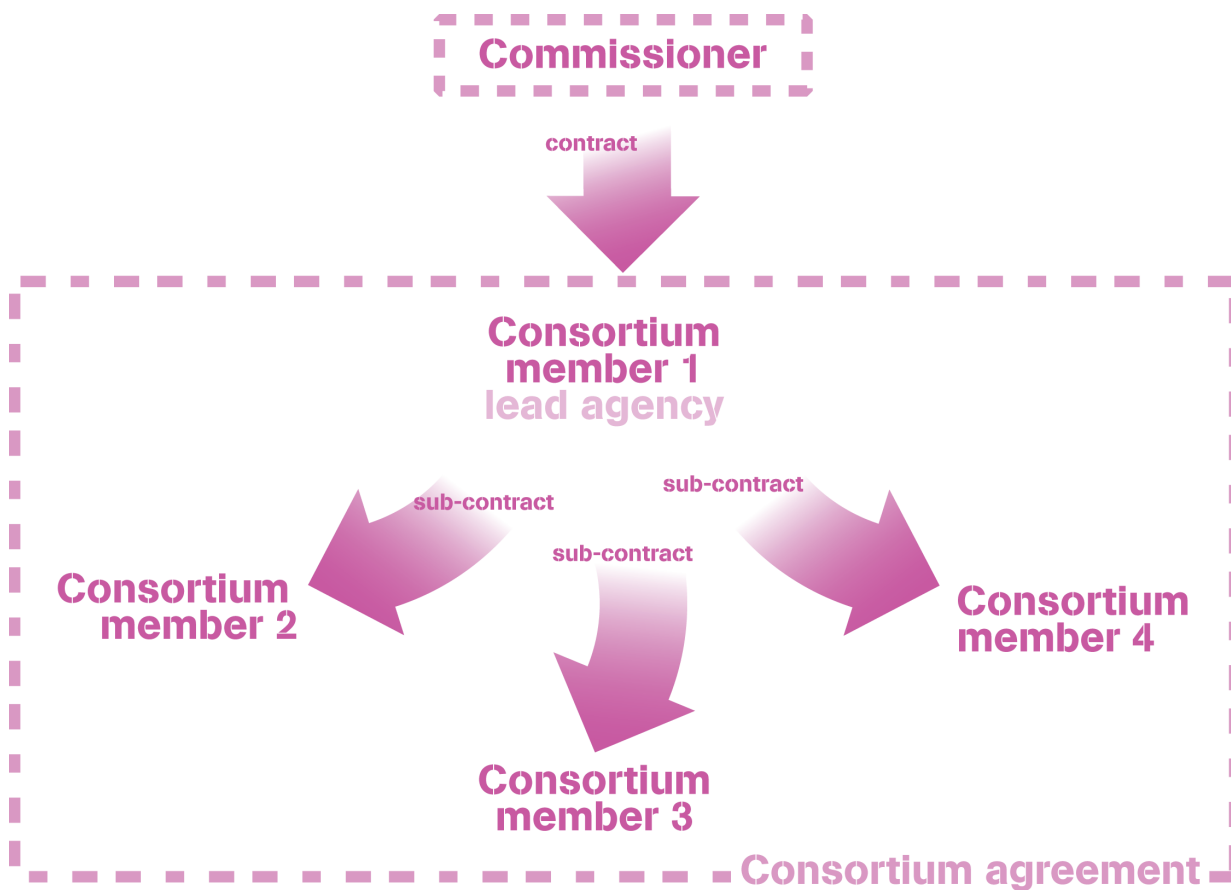 Commissioner
contract
Consortium
member 1
lead agency
sub-contract
sub-contract
sub-contract
Consortium
member 2
Consortium
member 4
Consortium
member 3
Consortium agreement